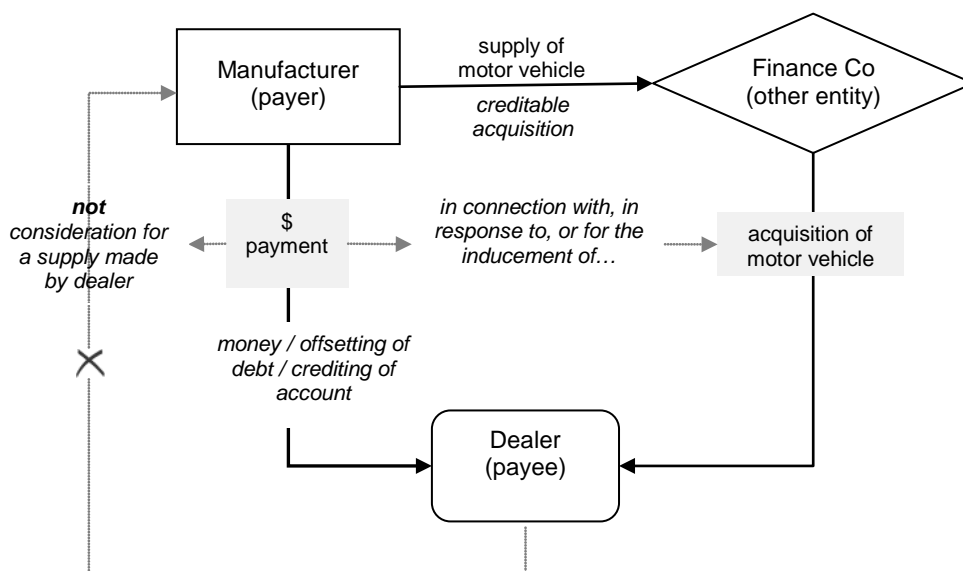 Manufacturer
(payer)
supply of
motor vehicle
creditable
acquisition
Finance Co
(other entity)
not
consideration for
a supply made
by dealer
$
payment
in connection with, in
response to, or for the
inducement of…
acquisition of
motor vehicle
money / offsetting of
debt / crediting of
account
Dealer
(payee)